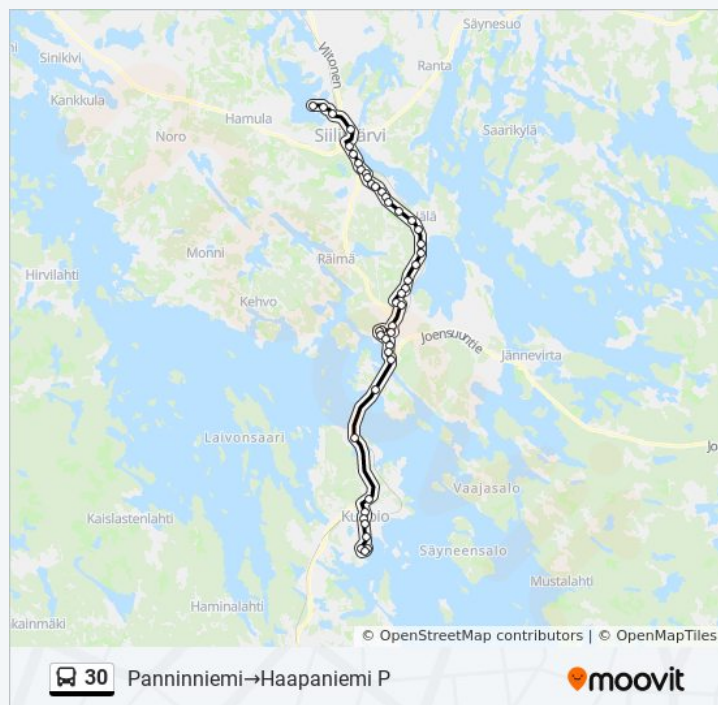 Säynesuo
Viitonen
Sinikivi
Ranta
Kankkula
Hamula
Siilinjärvi
Noro
Saarikylä
Monni
Räimä
Hirvilahti
Kehvo
Joensuuntie
Jännevirta
Laivonsaari
Jo
Vaajasalo
Kaislastenlahti
Kuopio
Säyneensalo
Mustalahti
Haminalahti
kainmäki
© OpenStreetMap contributors | © OpenMapTiles
30 Panninniemi→Haapaniemi P
moovit